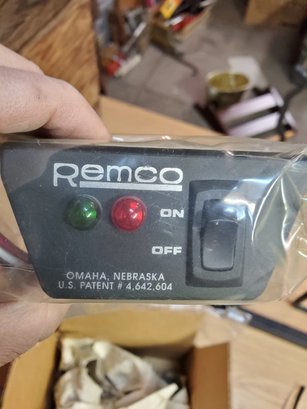 Remco
ON
OFF
OMAHA, NEBRASKA
U.S. PATENT # 4,642,604